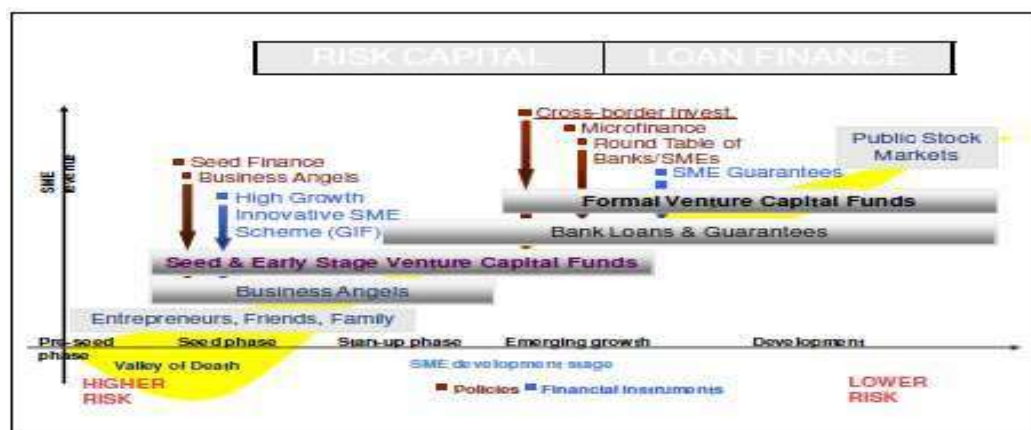 RISK CAPITAL LOAN FINANCE
Cross-border Invest.
Microfinance
Round Table of
Banks/SMEs
Public Stock
Markets
SME
Seed Finance
Business Angels
SME Guarantees
High Growth
Innovative SME
Scheme (GIF)
Formal Venture Capital Funds
Bank Loans & Guarantees
Seed & Early Stage Venture Capital Funds
Business Angels
Entrepreneurs, Friends, Family
Pre-seed
phase
Seed phase
Start-up phase
Emerging growth
Development
Valley of Death
SME development stage
HIGHER
RISK
Policies
Financial Instruments
LOWER
RISK